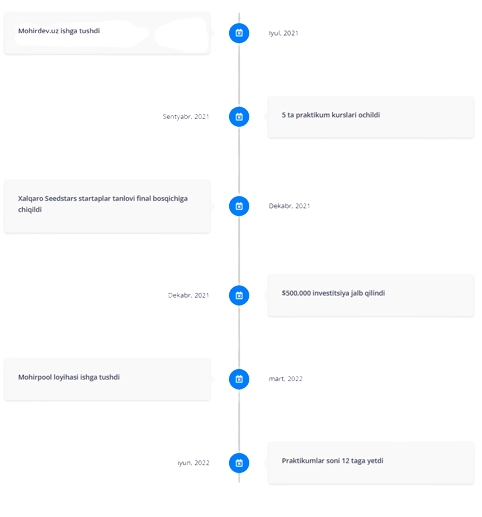 Mohirdev.uz ishga tushdi
Iyul, 2021
Sentyabr, 2021
5 ta praktikum kurslari ochildi
Xalqaro Seedstars startaplar tanlovi final bosqichiga
chiqildi
Dekabr, 2021
Dekabr, 2021
$500,000 investitsiya jalb qilindi
Mohirpool loyihasi ishga tushdi
mart, 2022
iyun, 2022
Praktikumlar soni 12 taga yetdi